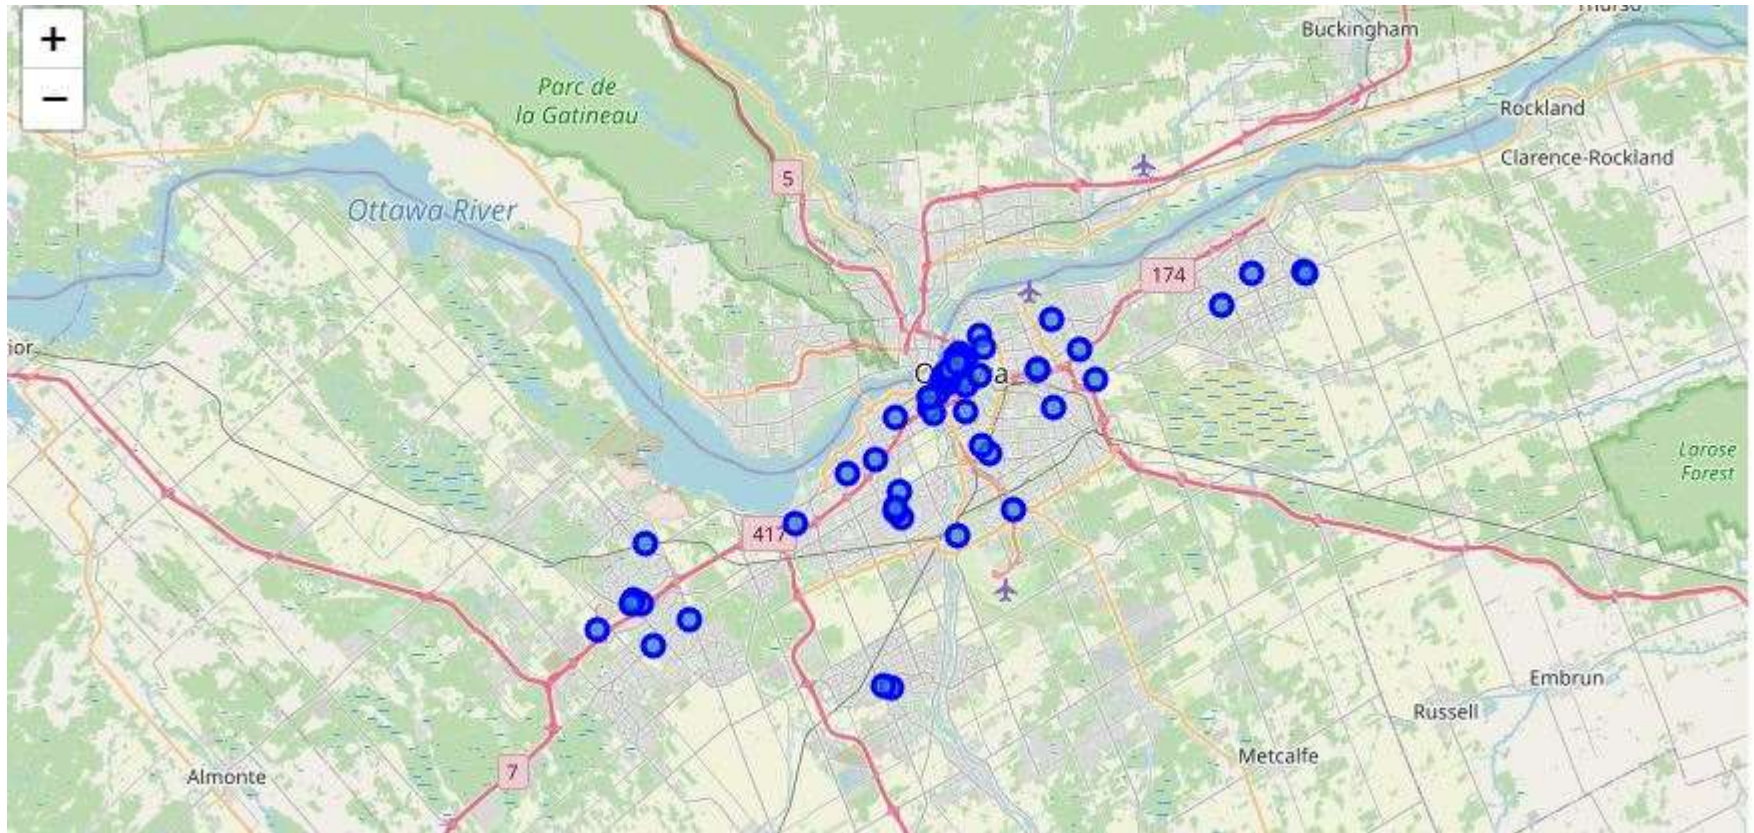 +
Buckingham
−
Parc de
la Gatineau
Rockland
Clarence-Rockland
5
Ottawa River
174
ior
Larose
Forest
417
Embrun
Russell
Metcalfe
7
Almonte